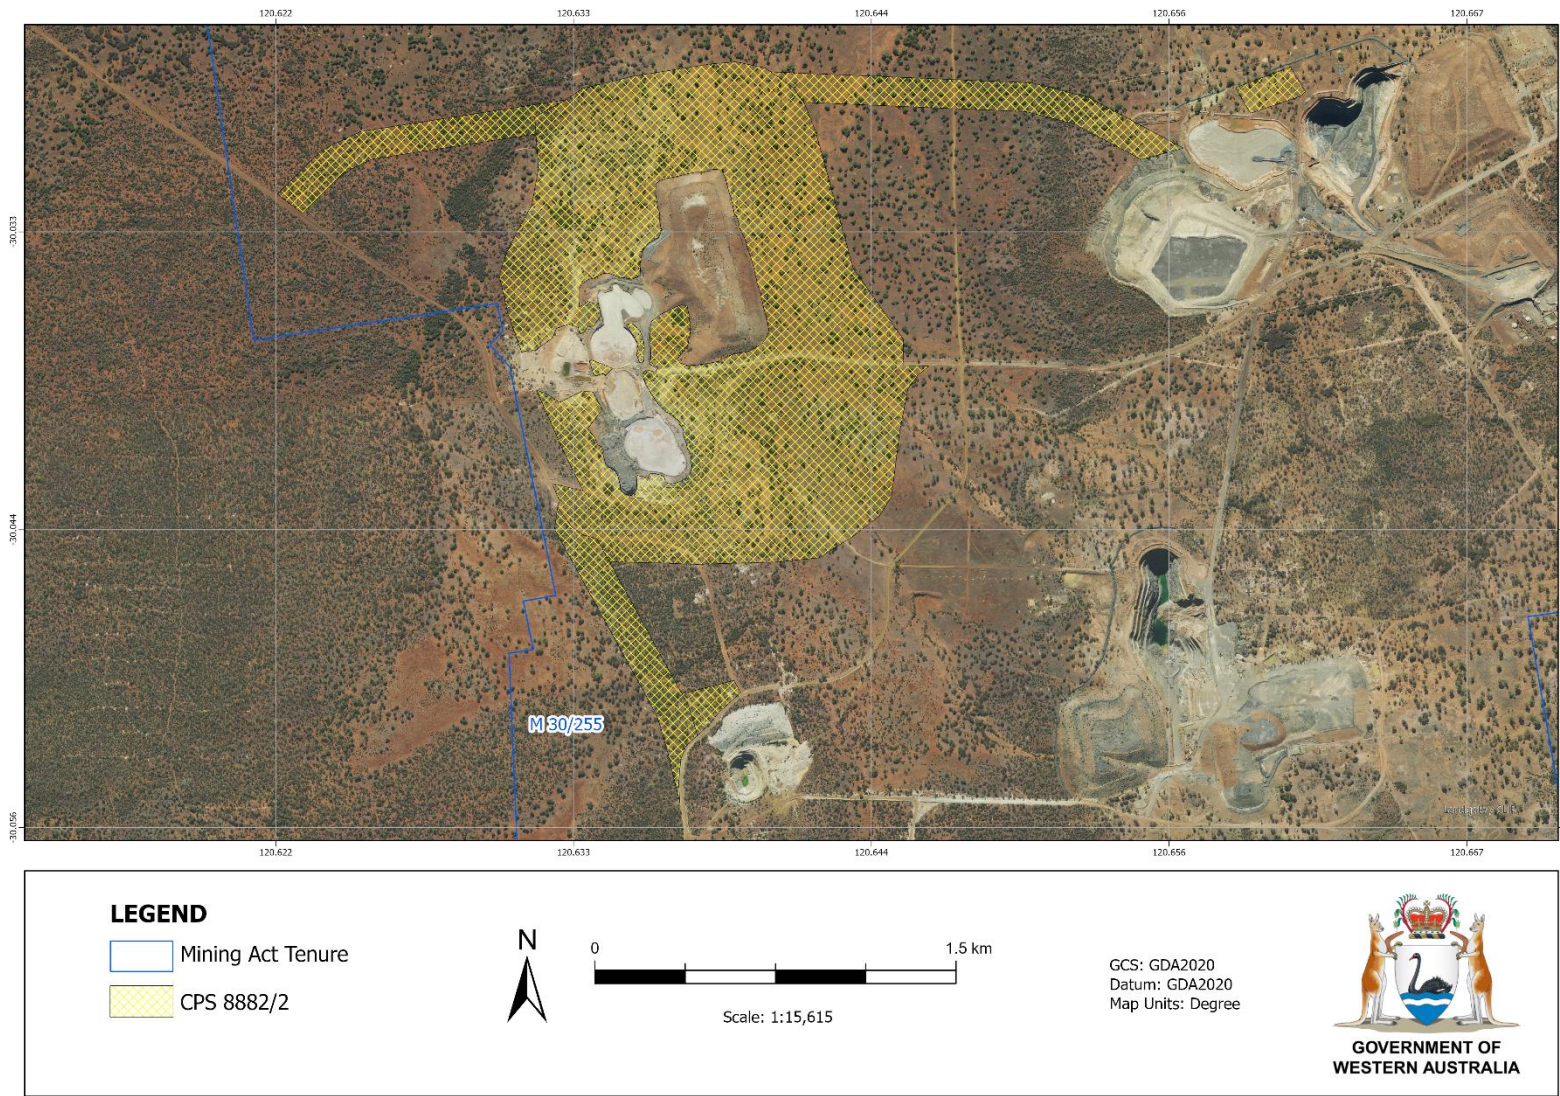 120.622
120.633
120.644
120.656
120.667
-30.033
-30.044
-30.056
M 30/255
120.622
120.633
120.644
120.656
120.667
LEGEND
Mining Act Tenure
CPS 8882/2
N
0
1.5 km
Scale: 1:15,615
GCS: GDA2020
Datum: GDA2020
Map Units: Degree
GOVERNMENT OF
WESTERN AUSTRALIA